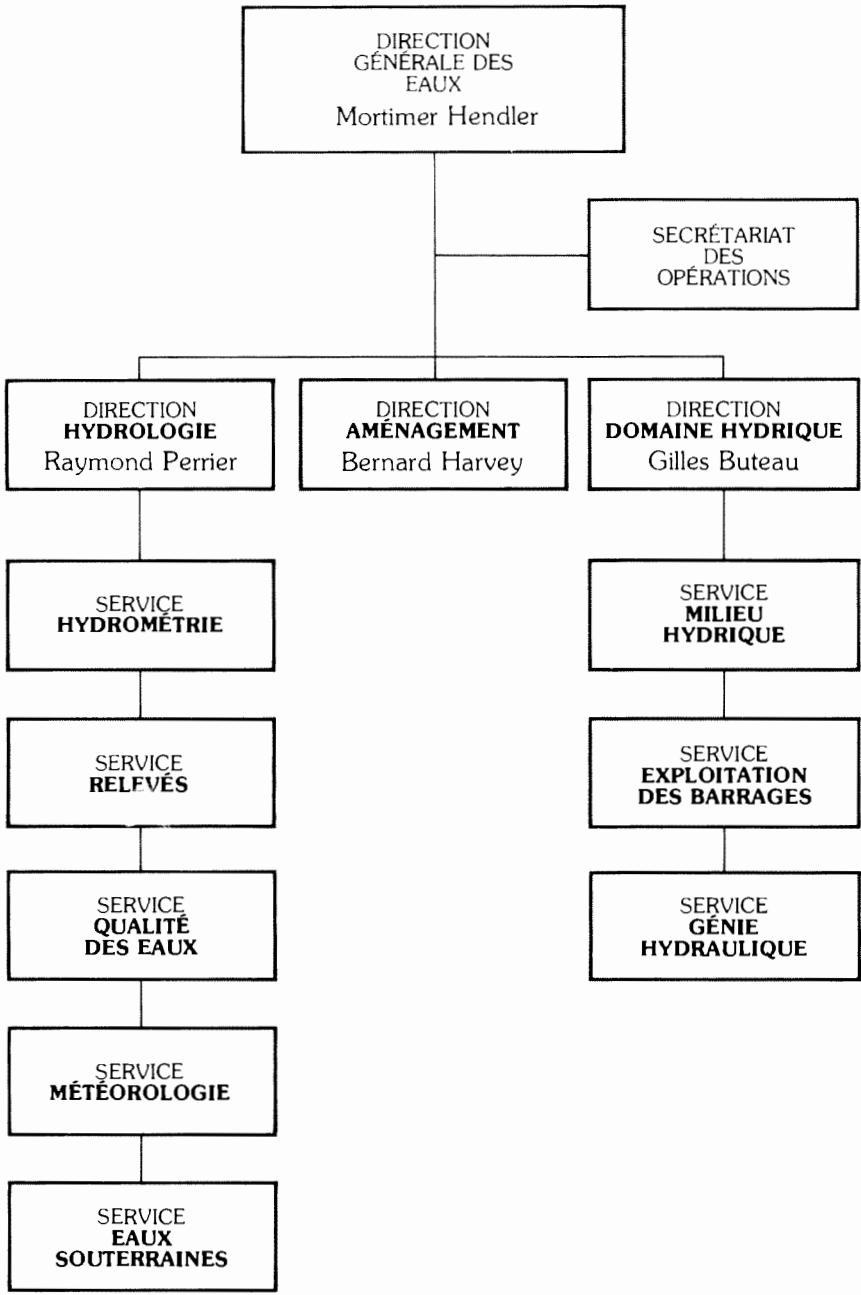 DIRECTION
GÉNÉRALE DES
EAUX
Mortimer Hendler
SECRÉTARIAT
DES
OPÉRATIONS
DIRECTION
HYDROLOGIE
Raymond Perrier
DIRECTION
AMÉNAGEMENT
Bernard Harvey
DIRECTION
DOMAINE HYDRIQUE
Gilles Buteau
SERVICE
HYDROMÉTRIE
SERVICE
RELEVÉS
SERVICE
QUALITÉ
DES EAUX
SERVICE
MÉTÉOROLOGIE
SERVICE
EAUX
SOUTERRAINES
SERVICE
MILIEU
HYDRIQUE
SERVICE
EXPLOITATION
DES BARRAGES
SERVICE
GÉNIE
HYDRAULIQUE